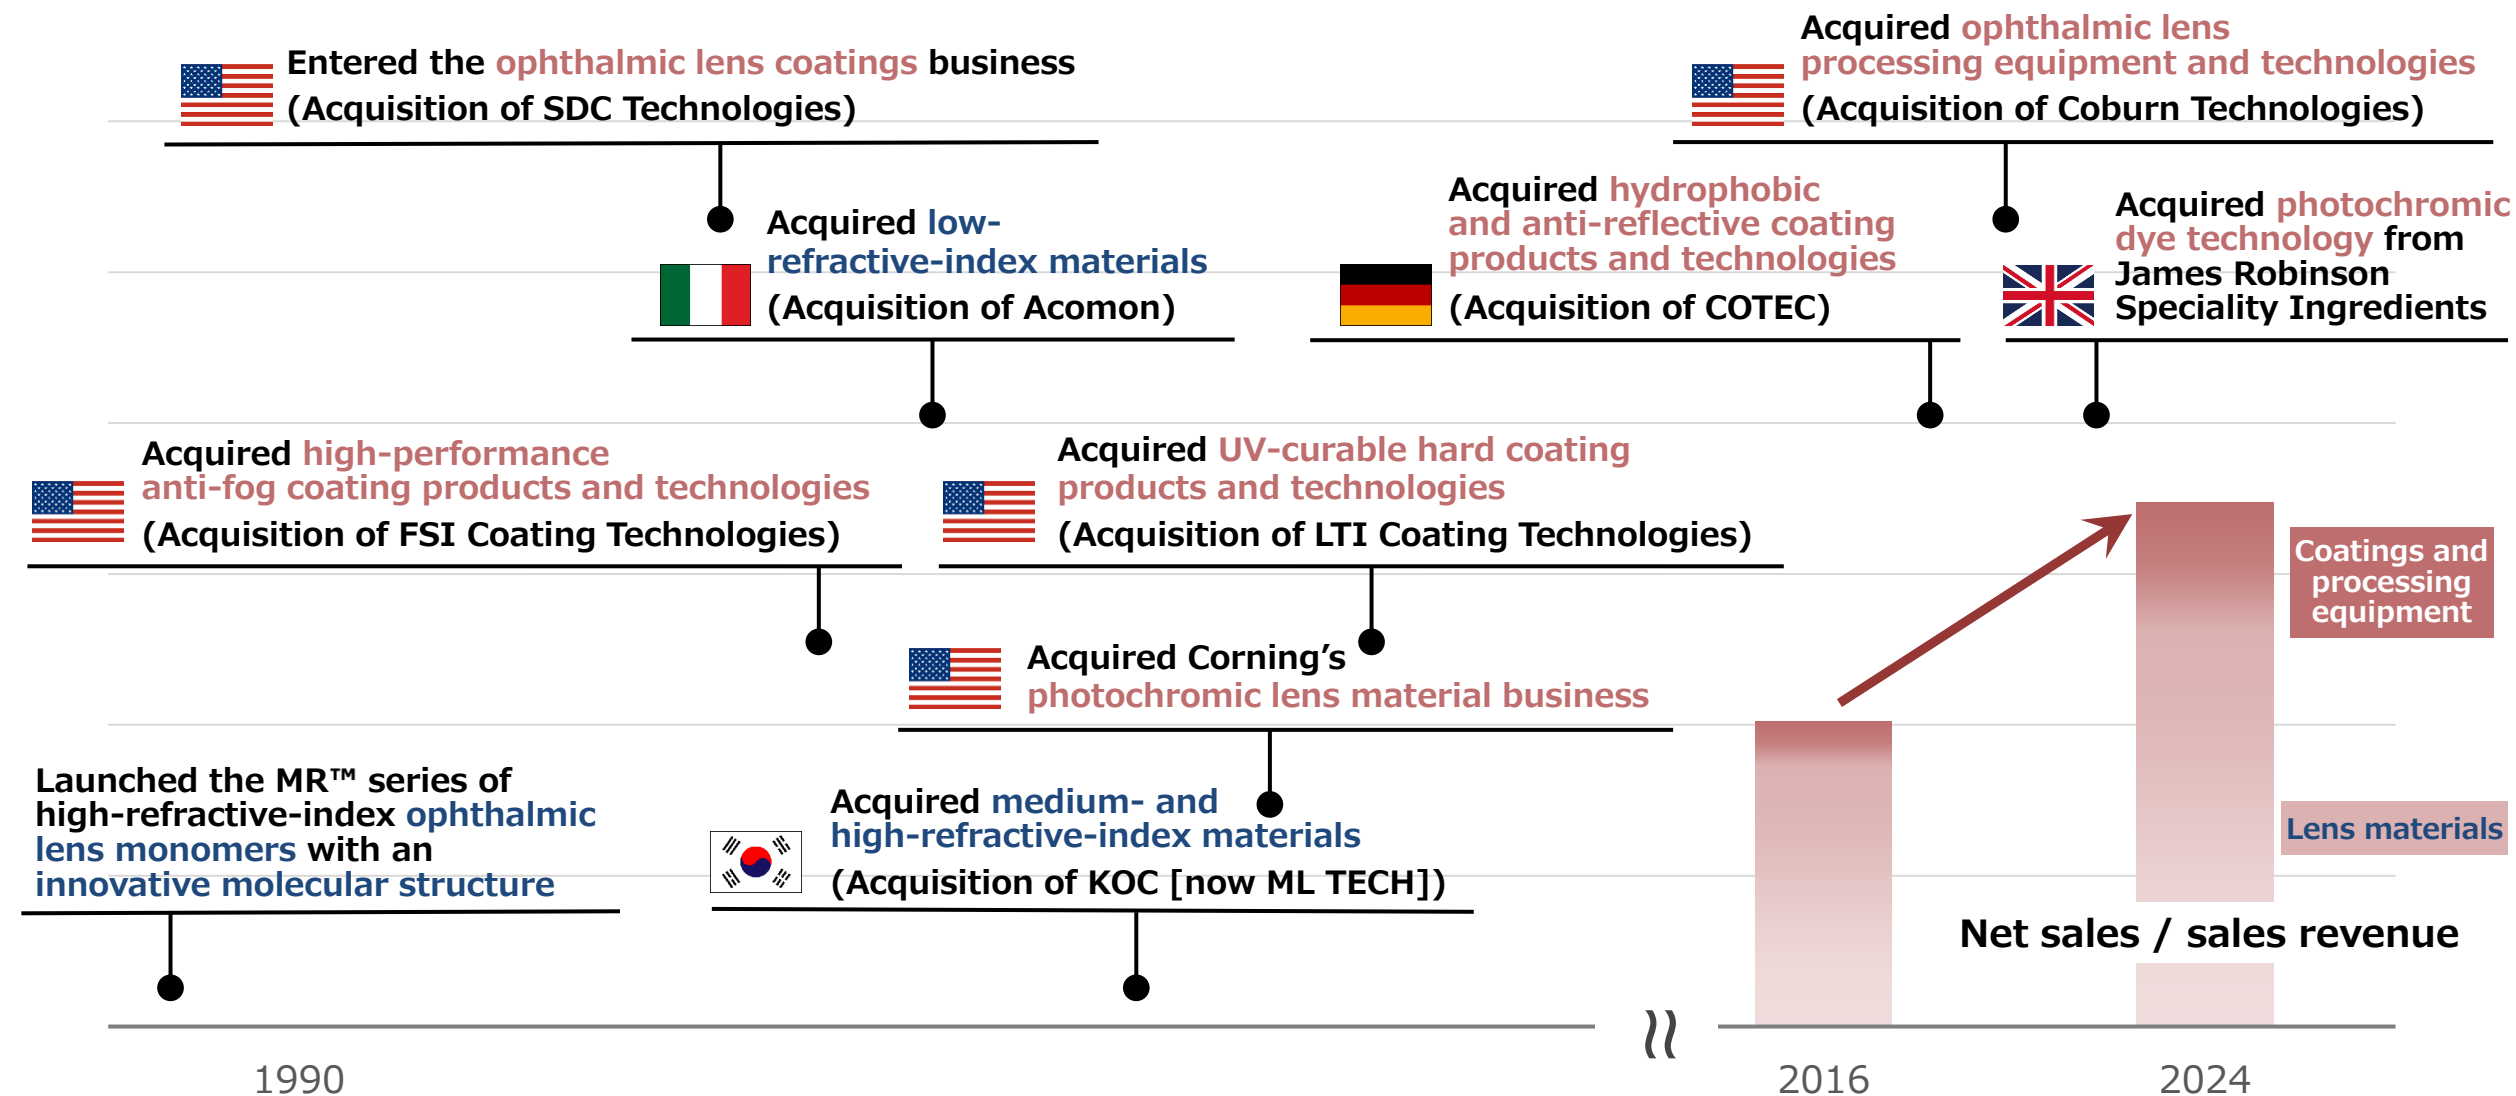 Entered the ophthalmic lens coatings business
(Acquisition of SDC Technologies)
Acquired ophthalmic lens
processing equipment and technologies
(Acquisition of Coburn Technologies)
Acquired low-
refractive-index materials
(Acquisition of Acomon)
Acquired hydrophobic
and anti-reflective coating
products and technologies
(Acquisition of COTEC)
Acquired photochromic
dye technology from
James Robinson
Speciality Ingredients
Acquired high-performance
anti-fog coating products and technologies
(Acquisition of FSI Coating Technologies)
Acquired UV-curable hard coating
products and technologies
(Acquisition of LTI Coating Technologies)
Coatings and
processing
equipment
Acquired Corning’s
photochromic lens material business
Launched the MR™ series of
high-refractive-index ophthalmic
lens monomers with an
innovative molecular structure
Acquired medium- and
high-refractive-index materials
(Acquisition of KOC [now ML TECH])
Lens materials
Net sales / sales revenue
1990
2016
2024